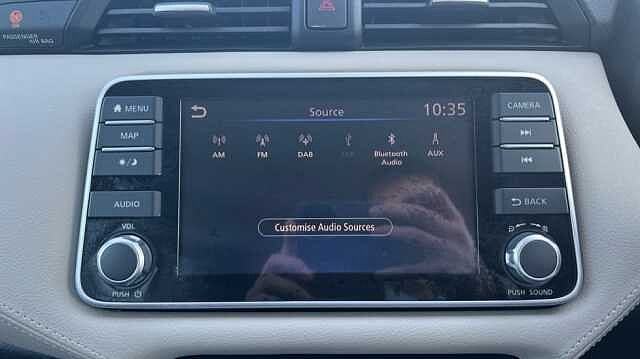 PASSENGER
AIR BAG
MENU
MAP
AUDIO
VOL
PUSH
Source
10:35
AM FM DAB USB Bluetooth Audio AUX
Customise Audio Sources
CAMERA
BACK
PUSH SOUND